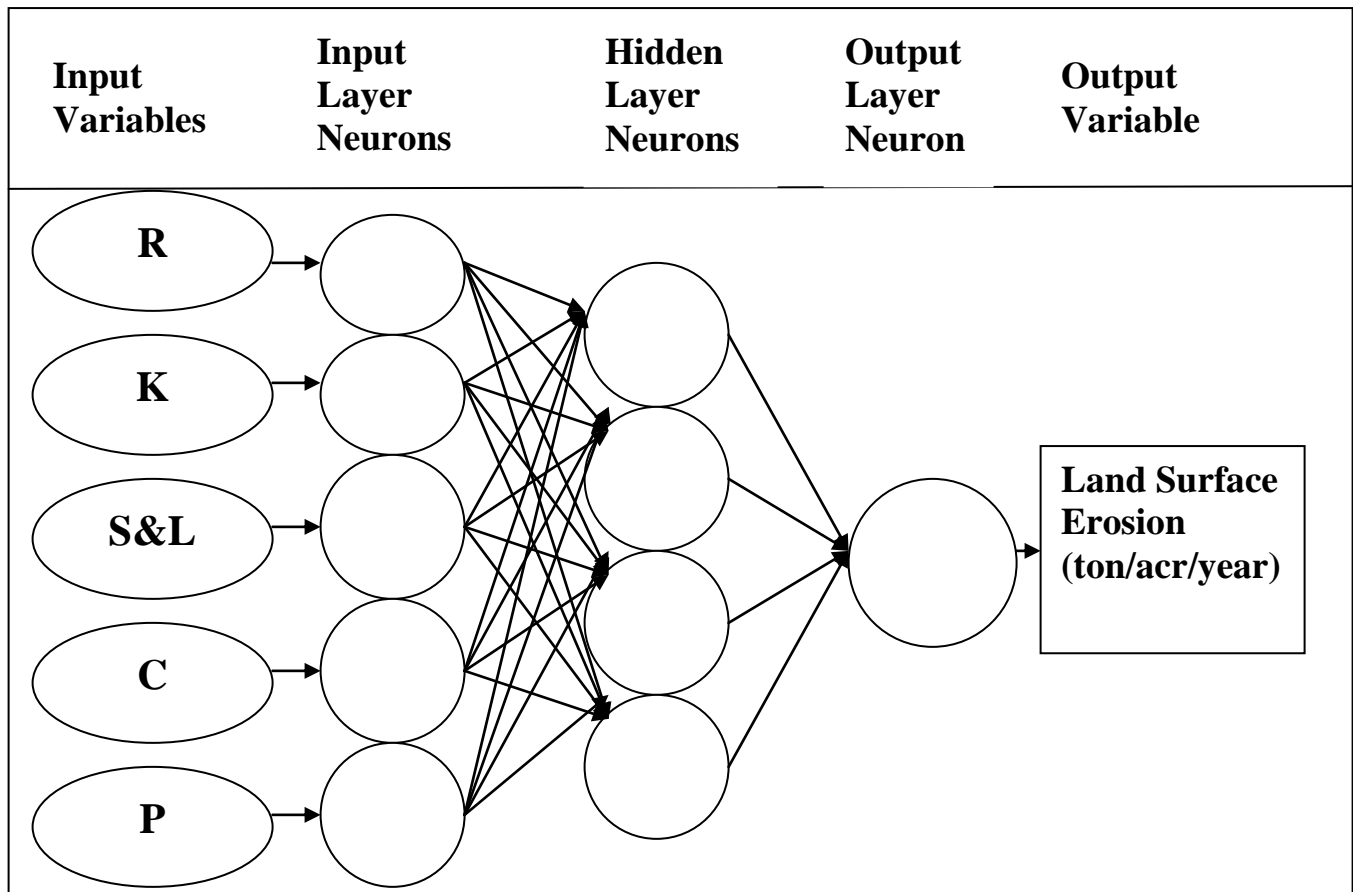 Input
Variables
Input
Layer
Neurons
Hidden
Layer
Neurons
Output
Layer
Neuron
Output
Variable
R
K
S&L
C
P
Land Surface
Erosion
(ton/acr/year)